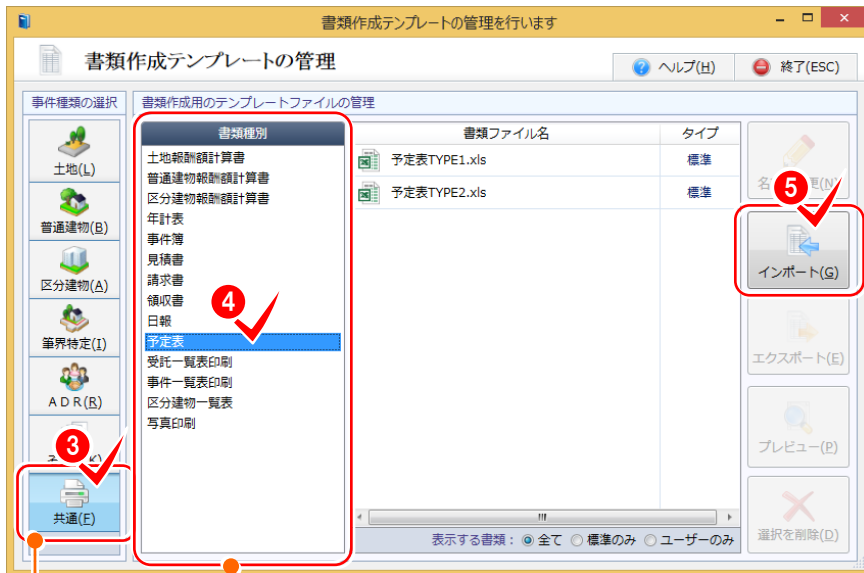 書類作成テンプレートの管理を行います
書類作成テンプレートの管理
ヘルプ(H)
終了(ESC)
事件種類の選択
書類作成用のテンプレートファイルの管理
土地(L)
普通建物(B)
区分建物(A)
筆界特定(I)
ADR(R)
3
共通(F)
書類種別
土地報酬額計算書
普通建物報酬額計算書
区分建物報酬額計算書
年計表
事件簿
見積書
請求書
領収書
日報
予定表
受託一覧表印刷
事件一覧表印刷
区分建物一覧表
写真印刷
4
書類ファイル名 タイプ
予定表TYPE1.xls 標準
予定表TYPE2.xls 標準
表示する書類: 全て 標準のみ ユーザーのみ
5
インポート(G)
エクスポート(E)
プレビュー(P)
選択を削除(D)